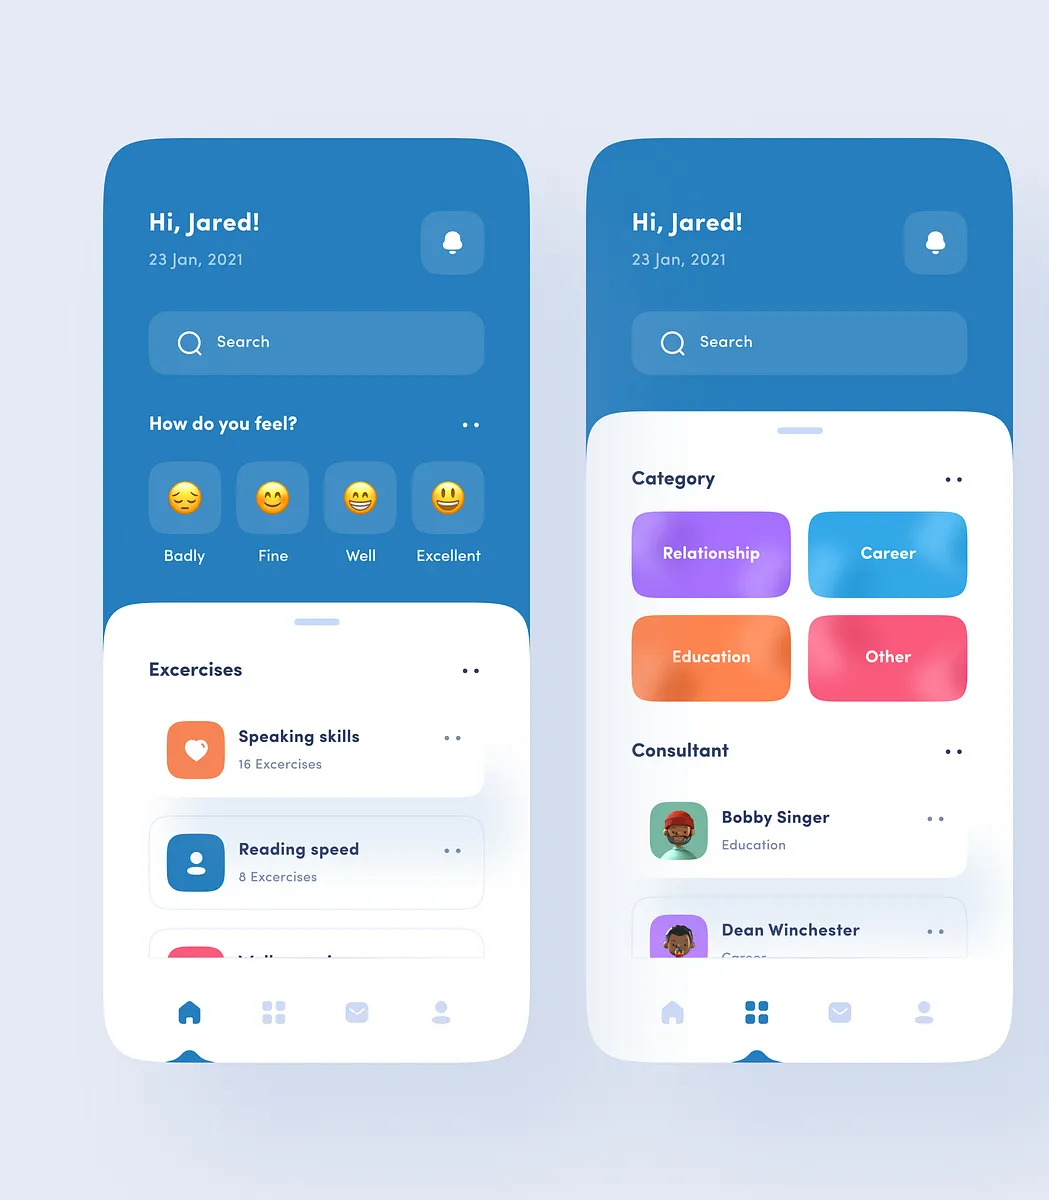 Hi, Jared!
23 Jan, 2021
Search
How do you feel?
Badly
Fine
Well
Excellent
Excercises
Speaking skills
16 Excercises
Reading speed
8 Excercises
Hi, Jared!
23 Jan, 2021
Search
Category
Relationship
Career
Education
Other
Consultant
Bobby Singer
Education
Dean Winchester
Career